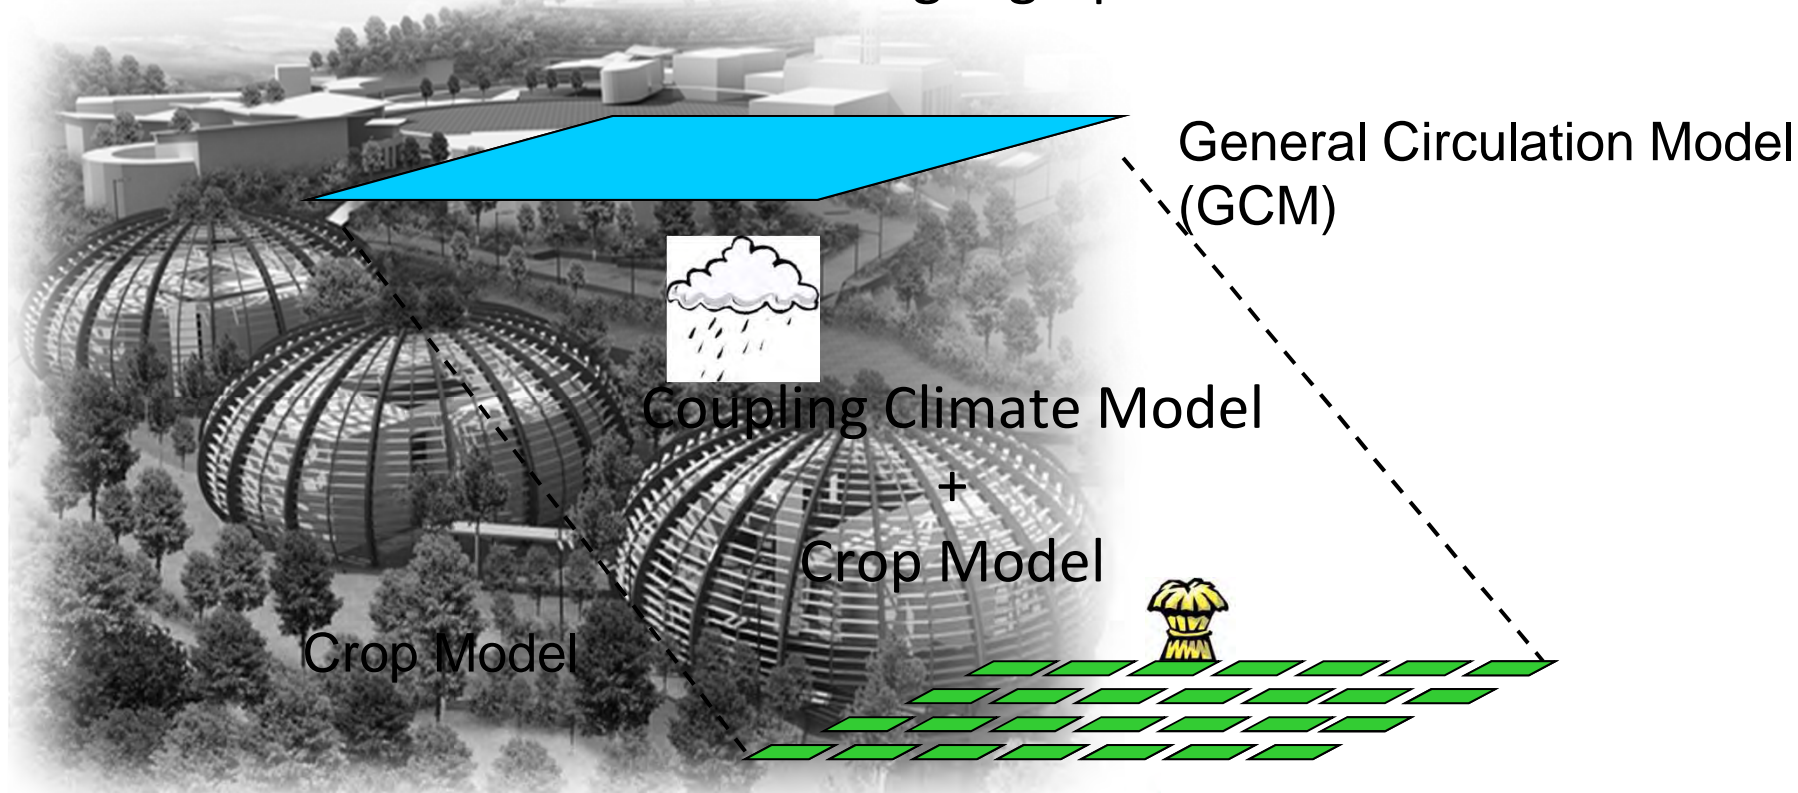 General Circulation Model
(GCM)
Coupling Climate Model
+
Crop Model
Crop Model